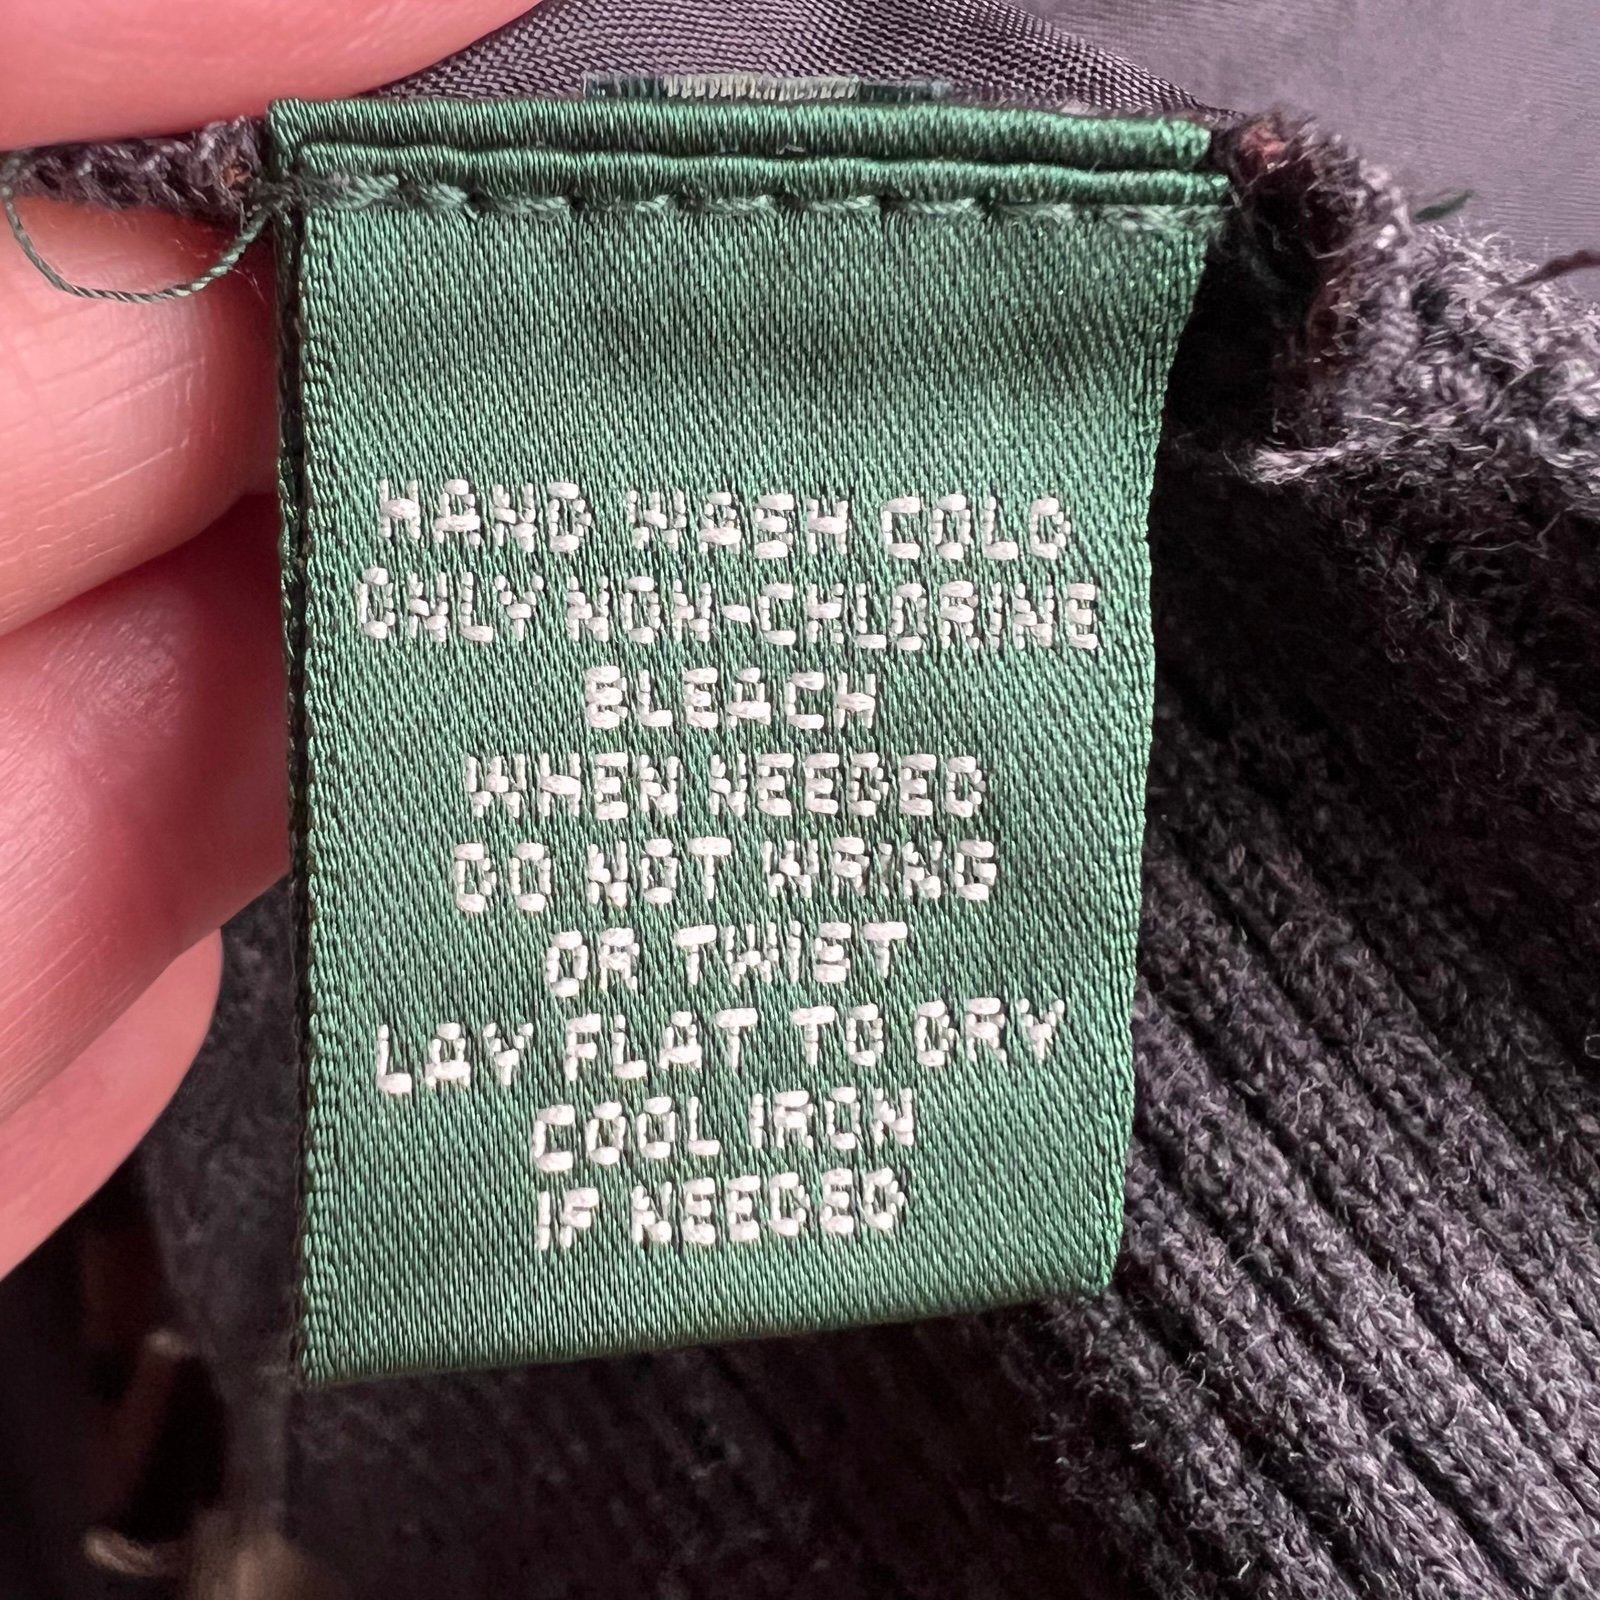 HAND WASH COLD
ONLY NON-CHLORINE
BLEACH
WHEN NEEDED
DO NOT WRING
OR TWIST
LAY FLAT TO DRY
COOL IRON
IF NEEDED